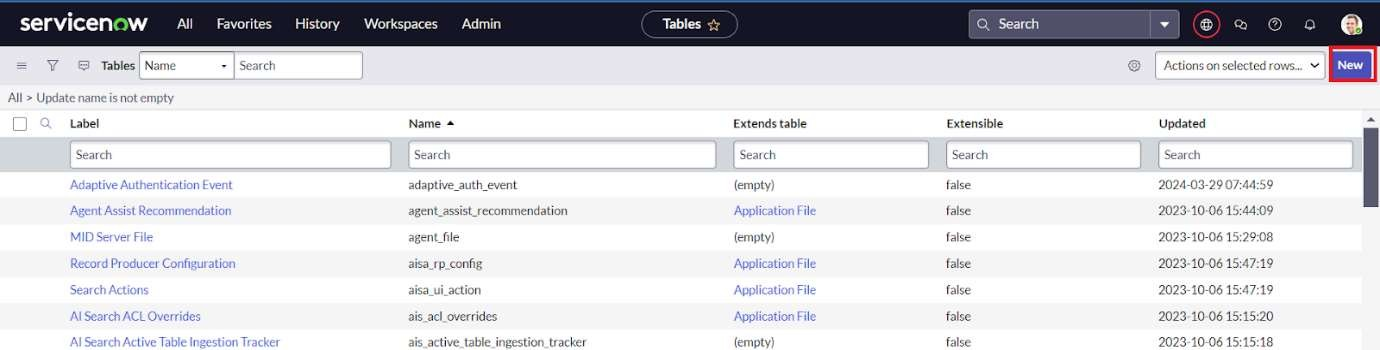 servicenow All Favorites History Workspaces Admin Tables Search
Tables Name Search Actions on selected rows... New
All > Update name is not empty
Label Name Extends table Extensible Updated
Search Search Search Search Search
Adaptive Authentication Event adaptive_auth_event (empty) false 2024-03-29 07:44:59
Agent Assist Recommendation agent_assist_recommendation Application File false 2023-10-06 15:44:09
MID Server File agent_file (empty) false 2023-10-06 15:29:08
Record Producer Configuration aisa_rp_config Application File false 2023-10-06 15:47:19
Search Actions aisa_ui_action Application File false 2023-10-06 15:47:19
AI Search ACL Overrides ais_acl_overrides Application File false 2023-10-06 15:15:20
AI Search Active Table Ingestion Tracker ais_active_table_ingestion_tracker (empty) false 2023-10-06 15:15:18